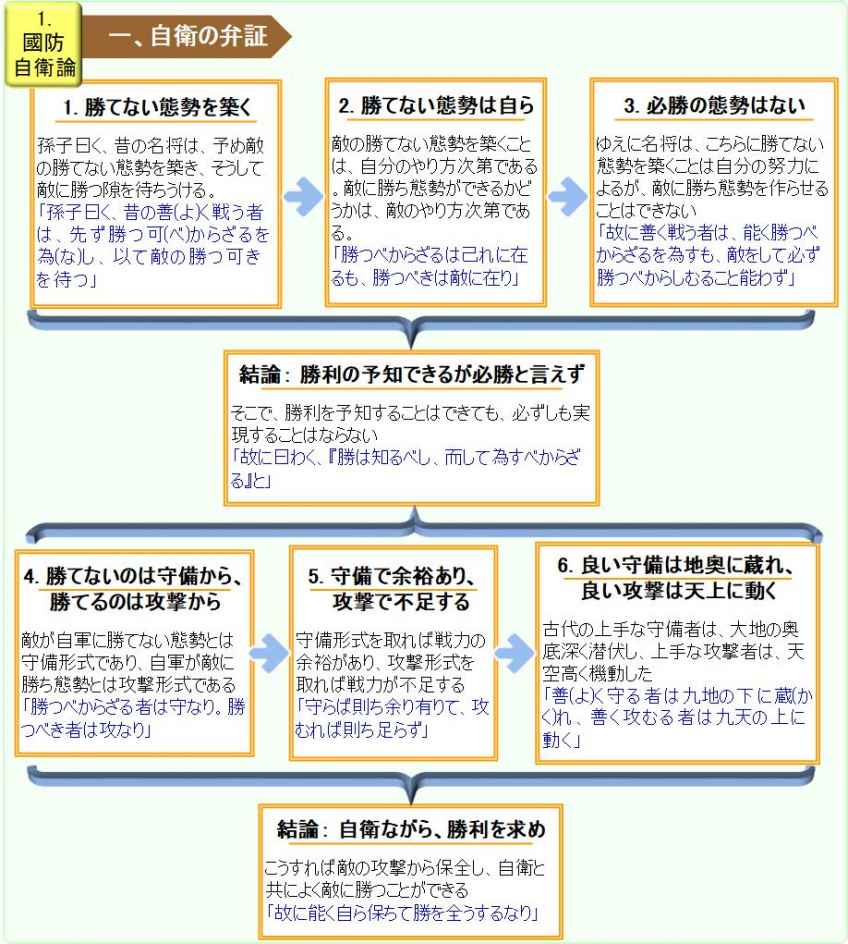 1.
國防
自衛論
一、自衛の弁証
1. 勝てない態勢を築く
孫子曰く、昔の名将は、予め敵
の勝てない態勢を築き、そうして
敵に勝つ隙を待ちうける。
「孫子曰く、昔の善(よ)く戦う者
は、先ず勝つ可(べ)からざるを
為(な)し、以て敵の勝つ可き
を待つ」
2. 勝てない態勢は自ら
敵の勝てない態勢を築くこと
は、自分のやり方次第である
。敵に勝ち態勢ができるかど
うかは、敵のやり方次第であ
る。
「勝つべからざるは己れに在
るも、勝つべきは敵に在り」
3. 必勝の態勢はない
ゆえに名将は、こちらに勝てない
態勢を築くことは自分の努力に
よるが、敵に勝ち態勢を作らせる
ことはできない
「故に善く戦う者は、能く勝つべ
からざるを為すも、敵をして必ず
勝つべからしむること能わず」
結論：勝利の予知できるが必勝と言えず
そこで、勝利を予知することはできても、必ずしも実
現することはならない
「故に曰わく、『勝は知るべし、而して為すべからざ
る』と」
4. 勝てないのは守備から、
勝てるのは攻撃から
敵が自軍に勝てない態勢とは
守備形式であり、自軍が敵に
勝ち態勢とは攻撃形式である
「勝つべからざる者は守なり。勝
つべき者は攻なり」
5. 守備で余裕あり、
攻撃で不足する
守備形式を取れば戦力の
余裕があり、攻撃形式を
取れば戦力が不足する
「守らば則ち余り有りて、攻
むれば則ち足らず」
6. 良い守備は地奥に蔵れ、
良い攻撃は天上に動く
古代の上手な守備者は、大地の奥
底深く潜伏し、上手な攻撃者は、天
空高く機動した
「善(よ)く守る者は九地の下に蔵(か
く)れ、善く攻むる者は九天の上に
動く」
結論：自衛ながら、勝利を求め
こうすれば敵の攻撃から保全し、自衛と
共によく敵に勝つことができる
「故に能く自ら保ちて勝を全うするなり」